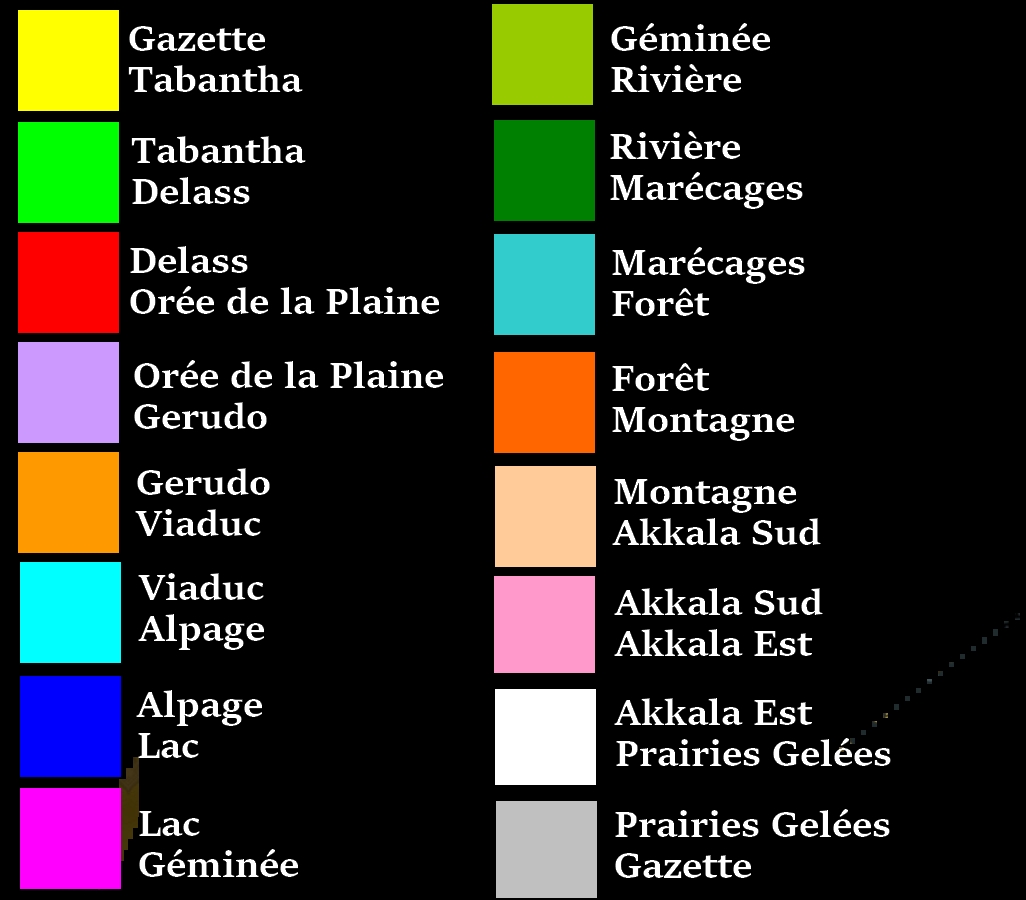 Gazette
Tabantha
Tabantha
Delass
Delass
Orée de la Plaine
Orée de la Plaine
Gerudo
Gerudo
Viaduc
Viaduc
Alpage
Alpage
Lac
Lac
Géminée
Géminée
Rivière
Rivière
Marécages
Marécages
Forêt
Forêt
Montagne
Montagne
Akkala Sud
Akkala Sud
Akkala Est
Akkala Est
Prairies Gelées
Prairies Gelées
Gazette